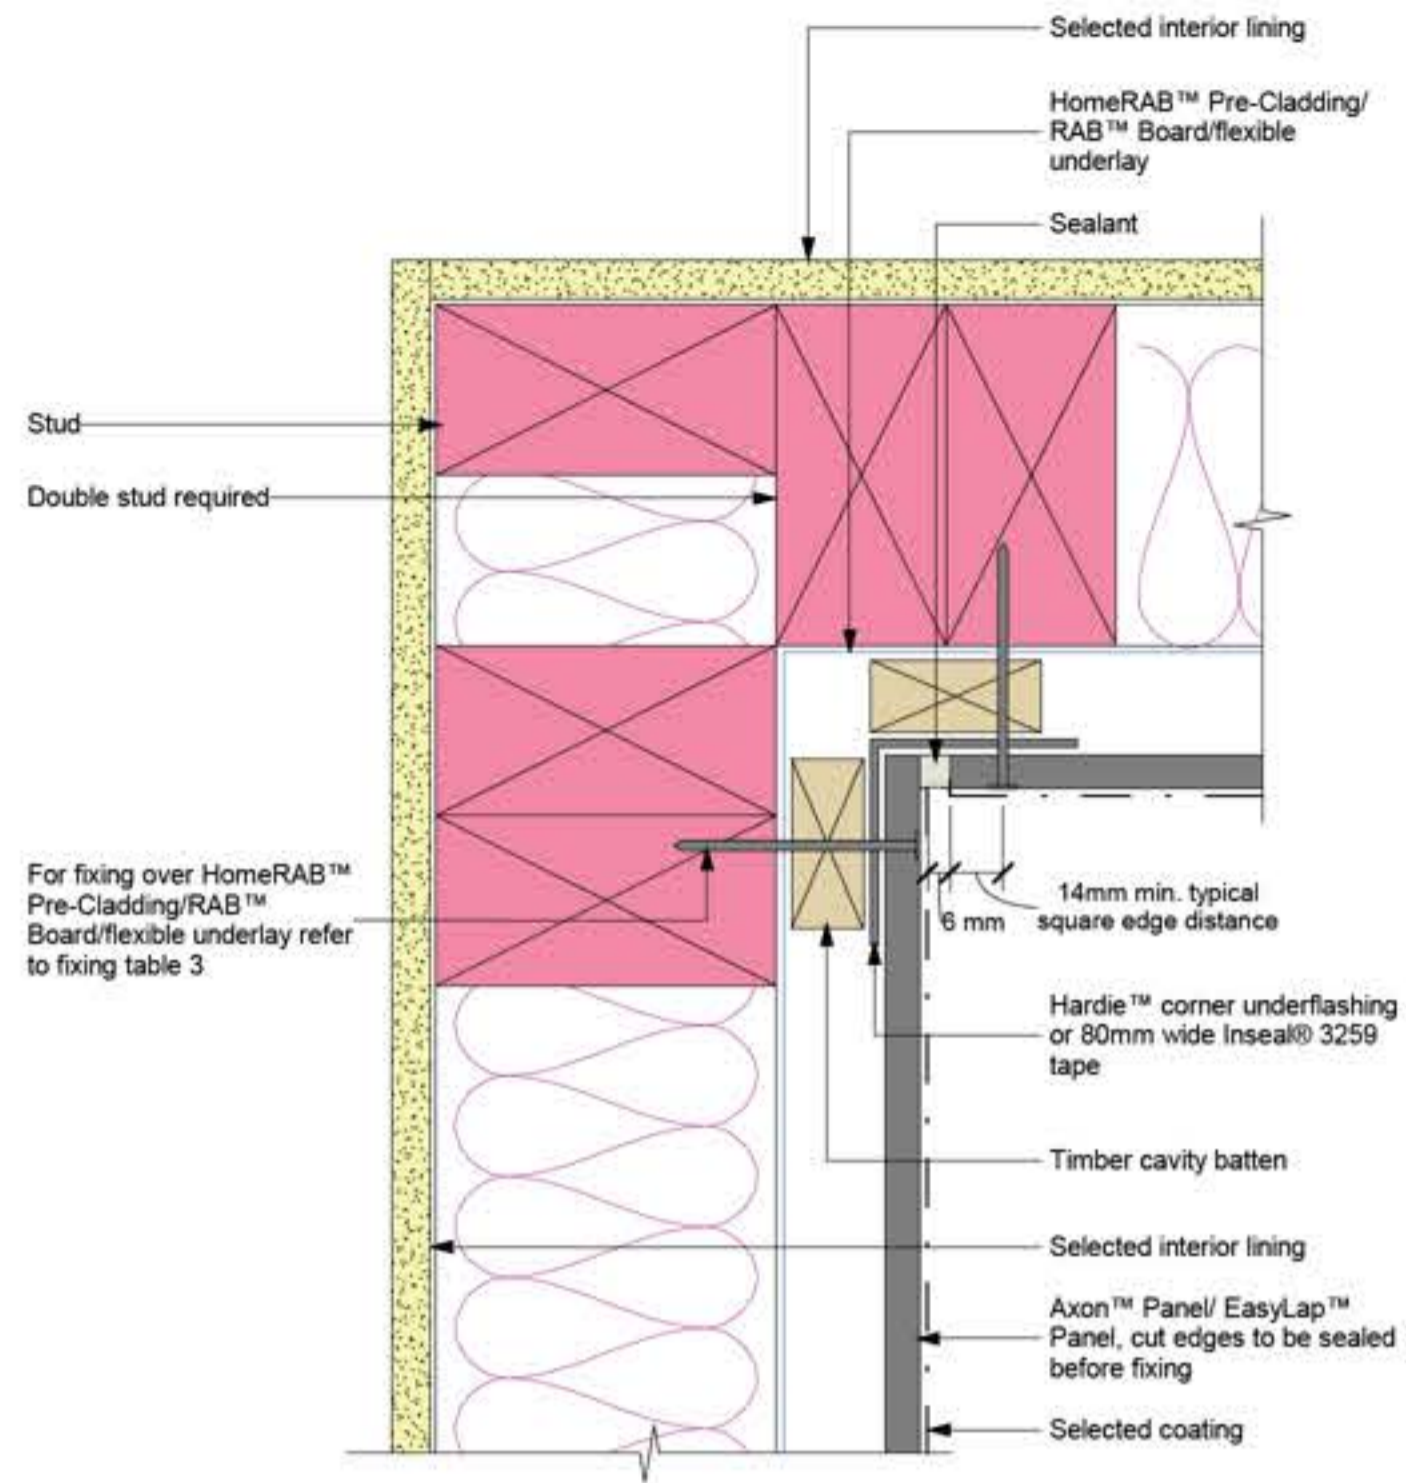 Selected interior lining
HomeRAB™ Pre-Cladding/
RAB™ Board/flexible
underlay
Sealant
Stud
Double stud required
For fixing over HomeRAB™
Pre-Cladding/RAB™
Board/flexible underlay refer
to fixing table 3
14mm min. typical
square edge distance
6 mm
Hardie™ corner underflashing
or 80mm wide Inseal® 3259
tape
Timber cavity batten
Selected interior lining
Axon™ Panel/ EasyLap™
Panel, cut edges to be sealed
before fixing
Selected coating